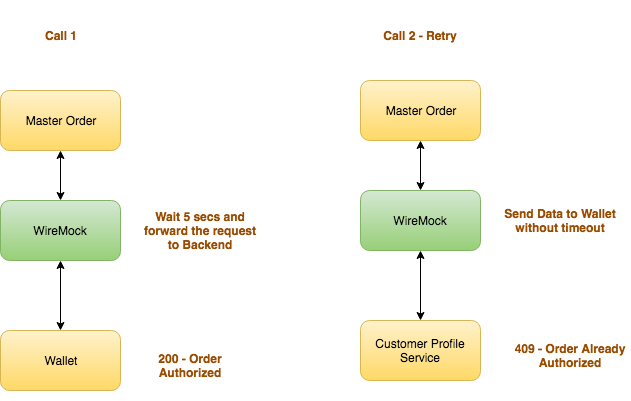 Call 1
Master Order
WireMock
Wait 5 secs and
forward the request
to Backend
Wallet
200 - Order
Authorized
Call 2 - Retry
Master Order
WireMock
Send Data to Wallet
without timeout
Customer Profile
Service
409 - Order Already
Authorized